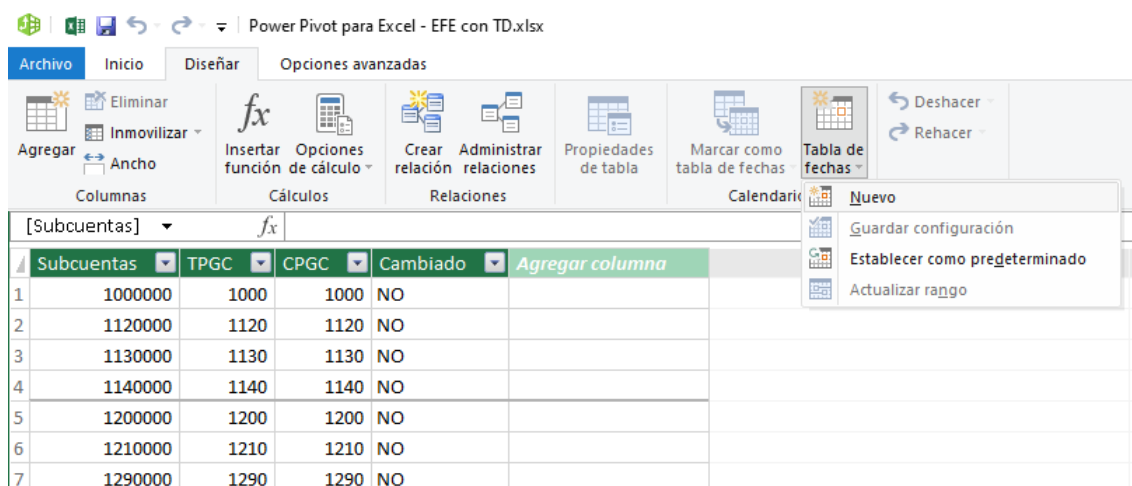 Power Pivot para Excel - EFE con TD.xlsx
Archivo Inicio Diseñar Opciones avanzadas
Agregar
Eliminar
Inmovilizar
Ancho
Columnas
fx
Insertar función
Opciones de cálculo
Cálculos
Crear relación
Administrar relaciones
Relaciones
Propiedades de tabla
Marcar como tabla de fechas
Tabla de fechas
Calendario
Deshacer
Rehacer
Nuevo
Guardar configuración
Establecer como predeterminado
Actualizar rango
[Subcuentas] fx
Subcuentas TPGC CPGC Cambiado Agregar columna
1 1000000 1000 1000 NO
2 1120000 1120 1120 NO
3 1130000 1130 1130 NO
4 1140000 1140 1140 NO
5 1200000 1200 1200 NO
6 1210000 1210 1210 NO
7 1290000 1290 1290 NO